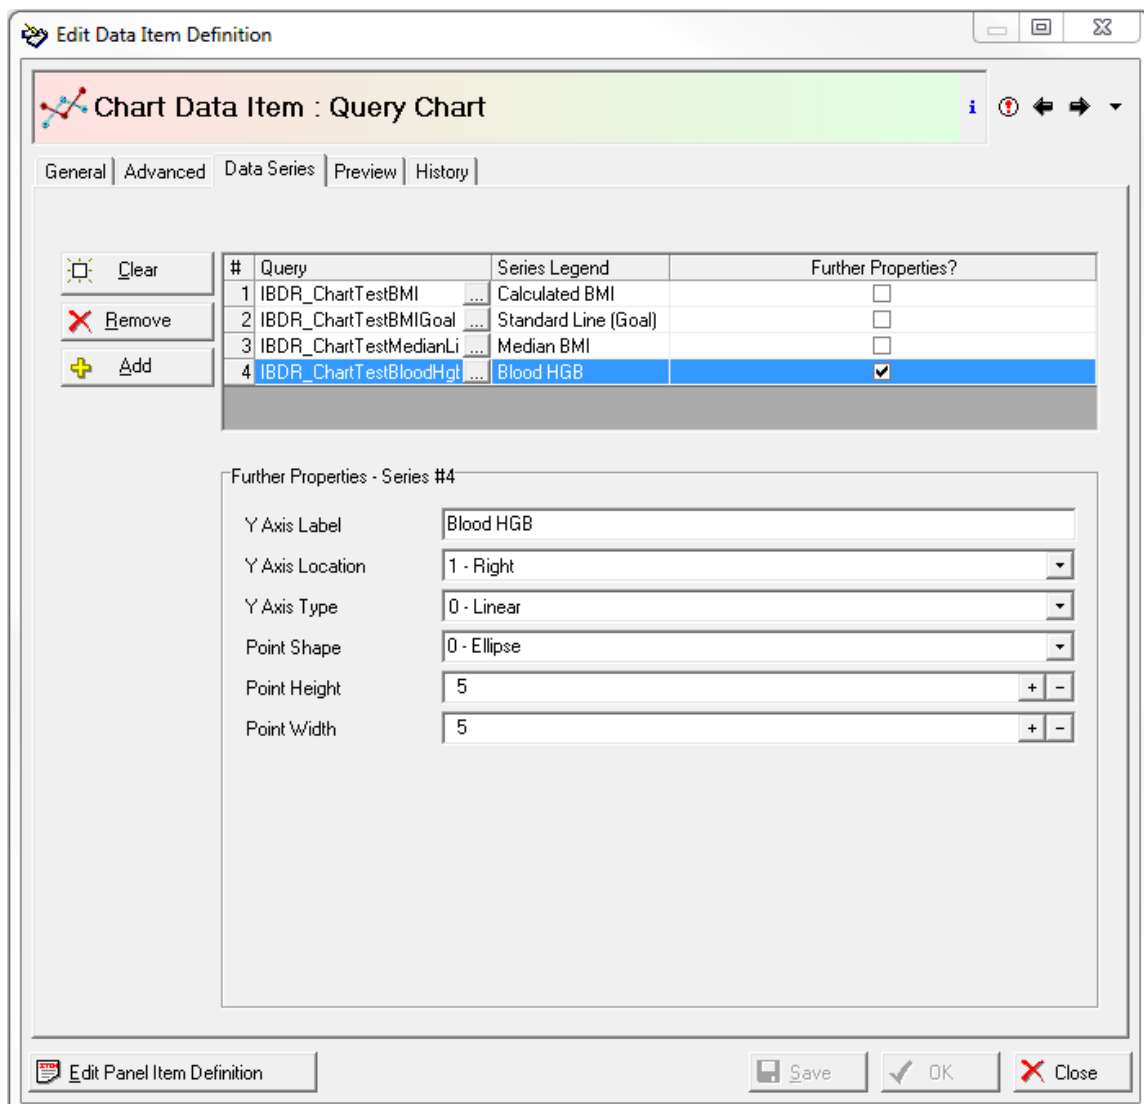 Edit Data Item Definition
Chart Data Item : Query Chart
General Advanced Data Series Preview History
Clear
Remove
Add
# Query Series Legend Further Properties?
1 IBDR_ChartTestBMI ... Calculated BMI
2 IBDR_ChartTestBMIGoal ... Standard Line (Goal)
3 IBDR_ChartTestMedianLi ... Median BMI
4 IBDR_ChartTestBloodHgb ... Blood HGB
Further Properties - Series #4
Y Axis Label Blood HGB
Y Axis Location 1 - Right
Y Axis Type 0 - Linear
Point Shape 0 - Ellipse
Point Height 5 + -
Point Width 5 + -
Edit Panel Item Definition Save OK Close